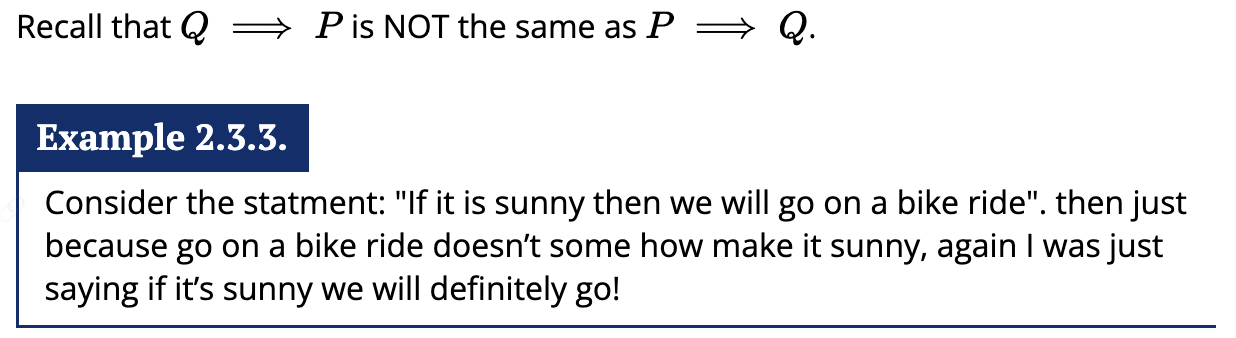 Recall that Q ⟹ P is NOT the same as P ⟹ Q.
Example 2.3.3.
Consider the statment: "If it is sunny then we will go on a bike ride". then just
because go on a bike ride doesn’t some how make it sunny, again I was just
saying if it’s sunny we will definitely go!